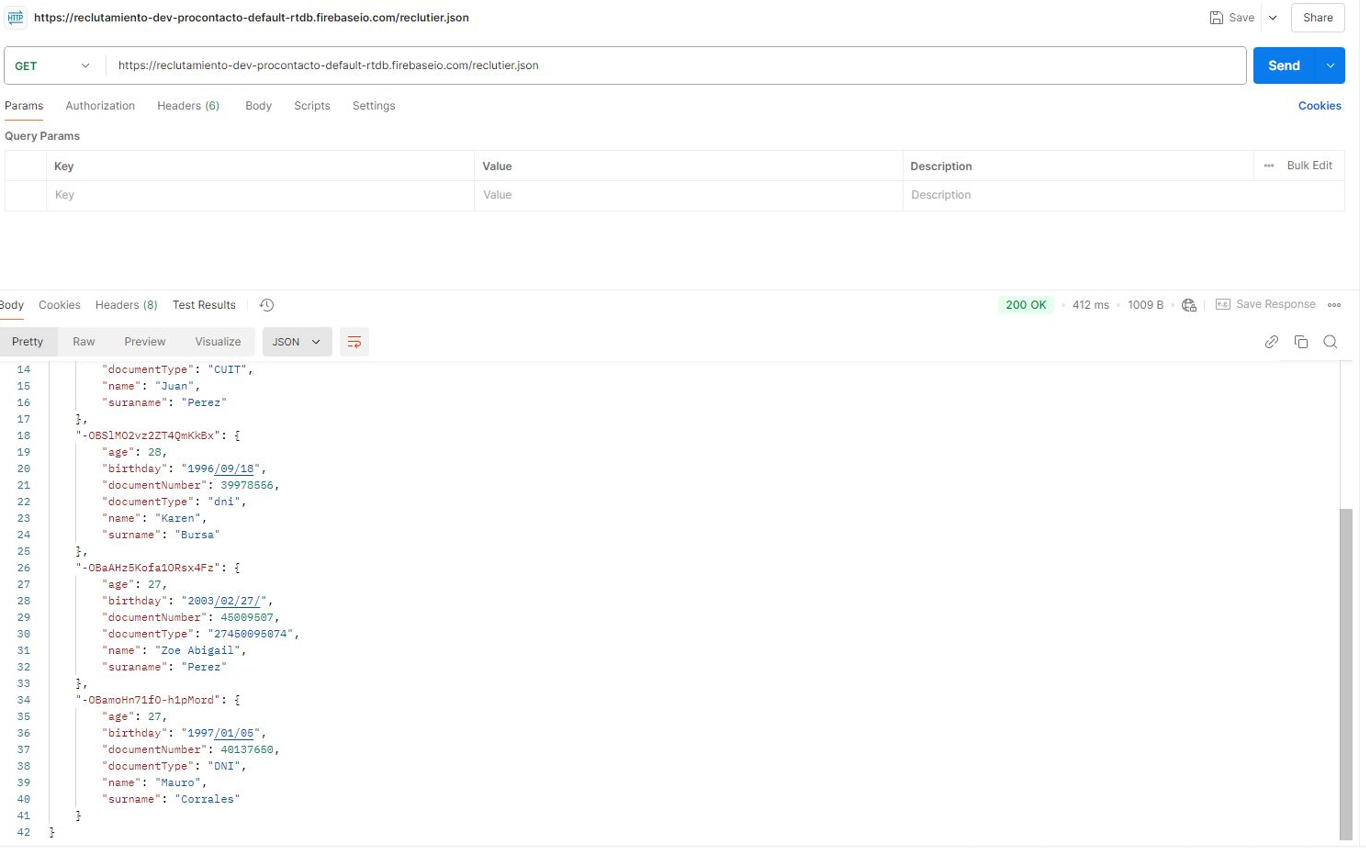 HTTP https://reclutamiento-dev-procontacto-default-rtdb.firebaseio.com/reclutier.json Save Share
GET https://reclutamiento-dev-procontacto-default-rtdb.firebaseio.com/reclutier.json Send
Params Authorization Headers (6) Body Scripts Settings Cookies
Query Params
Key Value Description ••• Bulk Edit
Key Value Description
Body Cookies Headers (8) Test Results 200 OK • 412 ms • 1009 B • Save Response •••
Pretty Raw Preview Visualize JSON
14 "documentType": "CUIT",
15 "name": "Juan",
16 "suraname": "Perez"
17 },
18 "-OBSlMO2vz2ZT4QmKkBx": {
19 "age": 28,
20 "birthday": "1996/09/18",
21 "documentNumber": 39978556,
22 "documentType": "dni",
23 "name": "Karen",
24 "surname": "Bursa"
25 },
26 "-OBaAHz5Kofa1ORsx4Fz": {
27 "age": 27,
28 "birthday": "2003/02/27/",
29 "documentNumber": 45009507,
30 "documentType": "27450095074",
31 "name": "Zoe Abigail",
32 "suraname": "Perez"
33 },
34 "-OBamoHn71fO-h1pMord": {
35 "age": 27,
36 "birthday": "1997/01/05",
37 "documentNumber": 40137650,
38 "documentType": "DNI",
39 "name": "Mauro",
40 "surname": "Corrales"
41 }
42 }